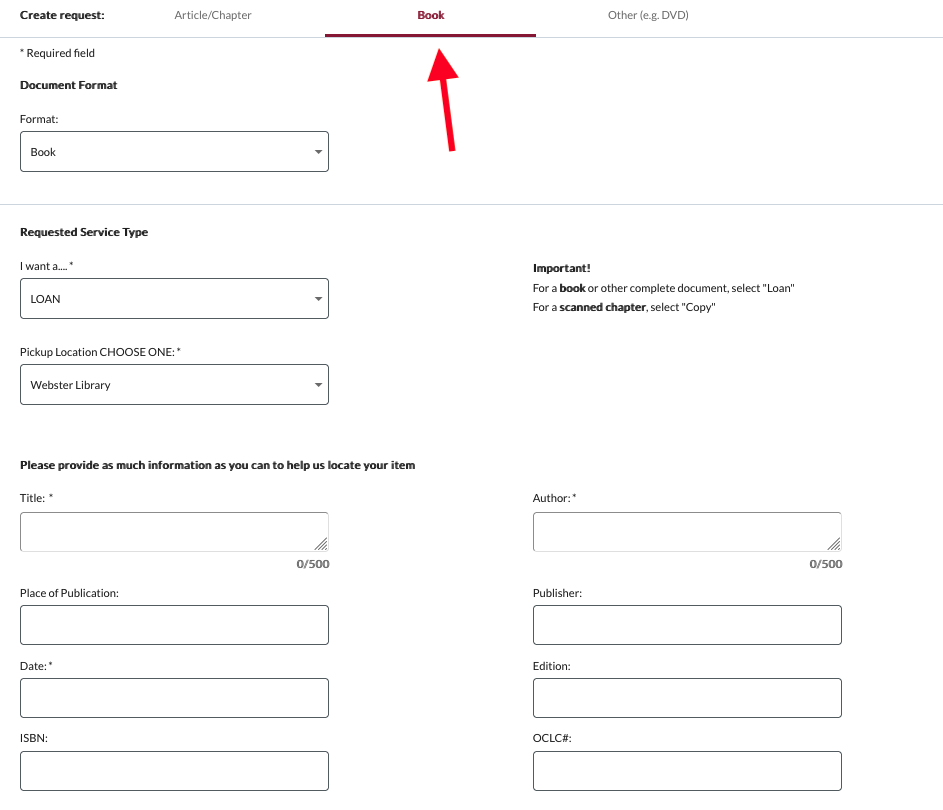 Create request: Article/Chapter Book Other (e.g. DVD)
* Required field
Document Format
Format:
Book
Requested Service Type
I want a.... *
LOAN
Important!
For a book or other complete document, select "Loan"
For a scanned chapter, select "Copy"
Pickup Location CHOOSE ONE: *
Webster Library
Please provide as much information as you can to help us locate your item
Title: * Author: *
0/500 0/500
Place of Publication: Publisher:
Date: * Edition:
ISBN: OCLC#: